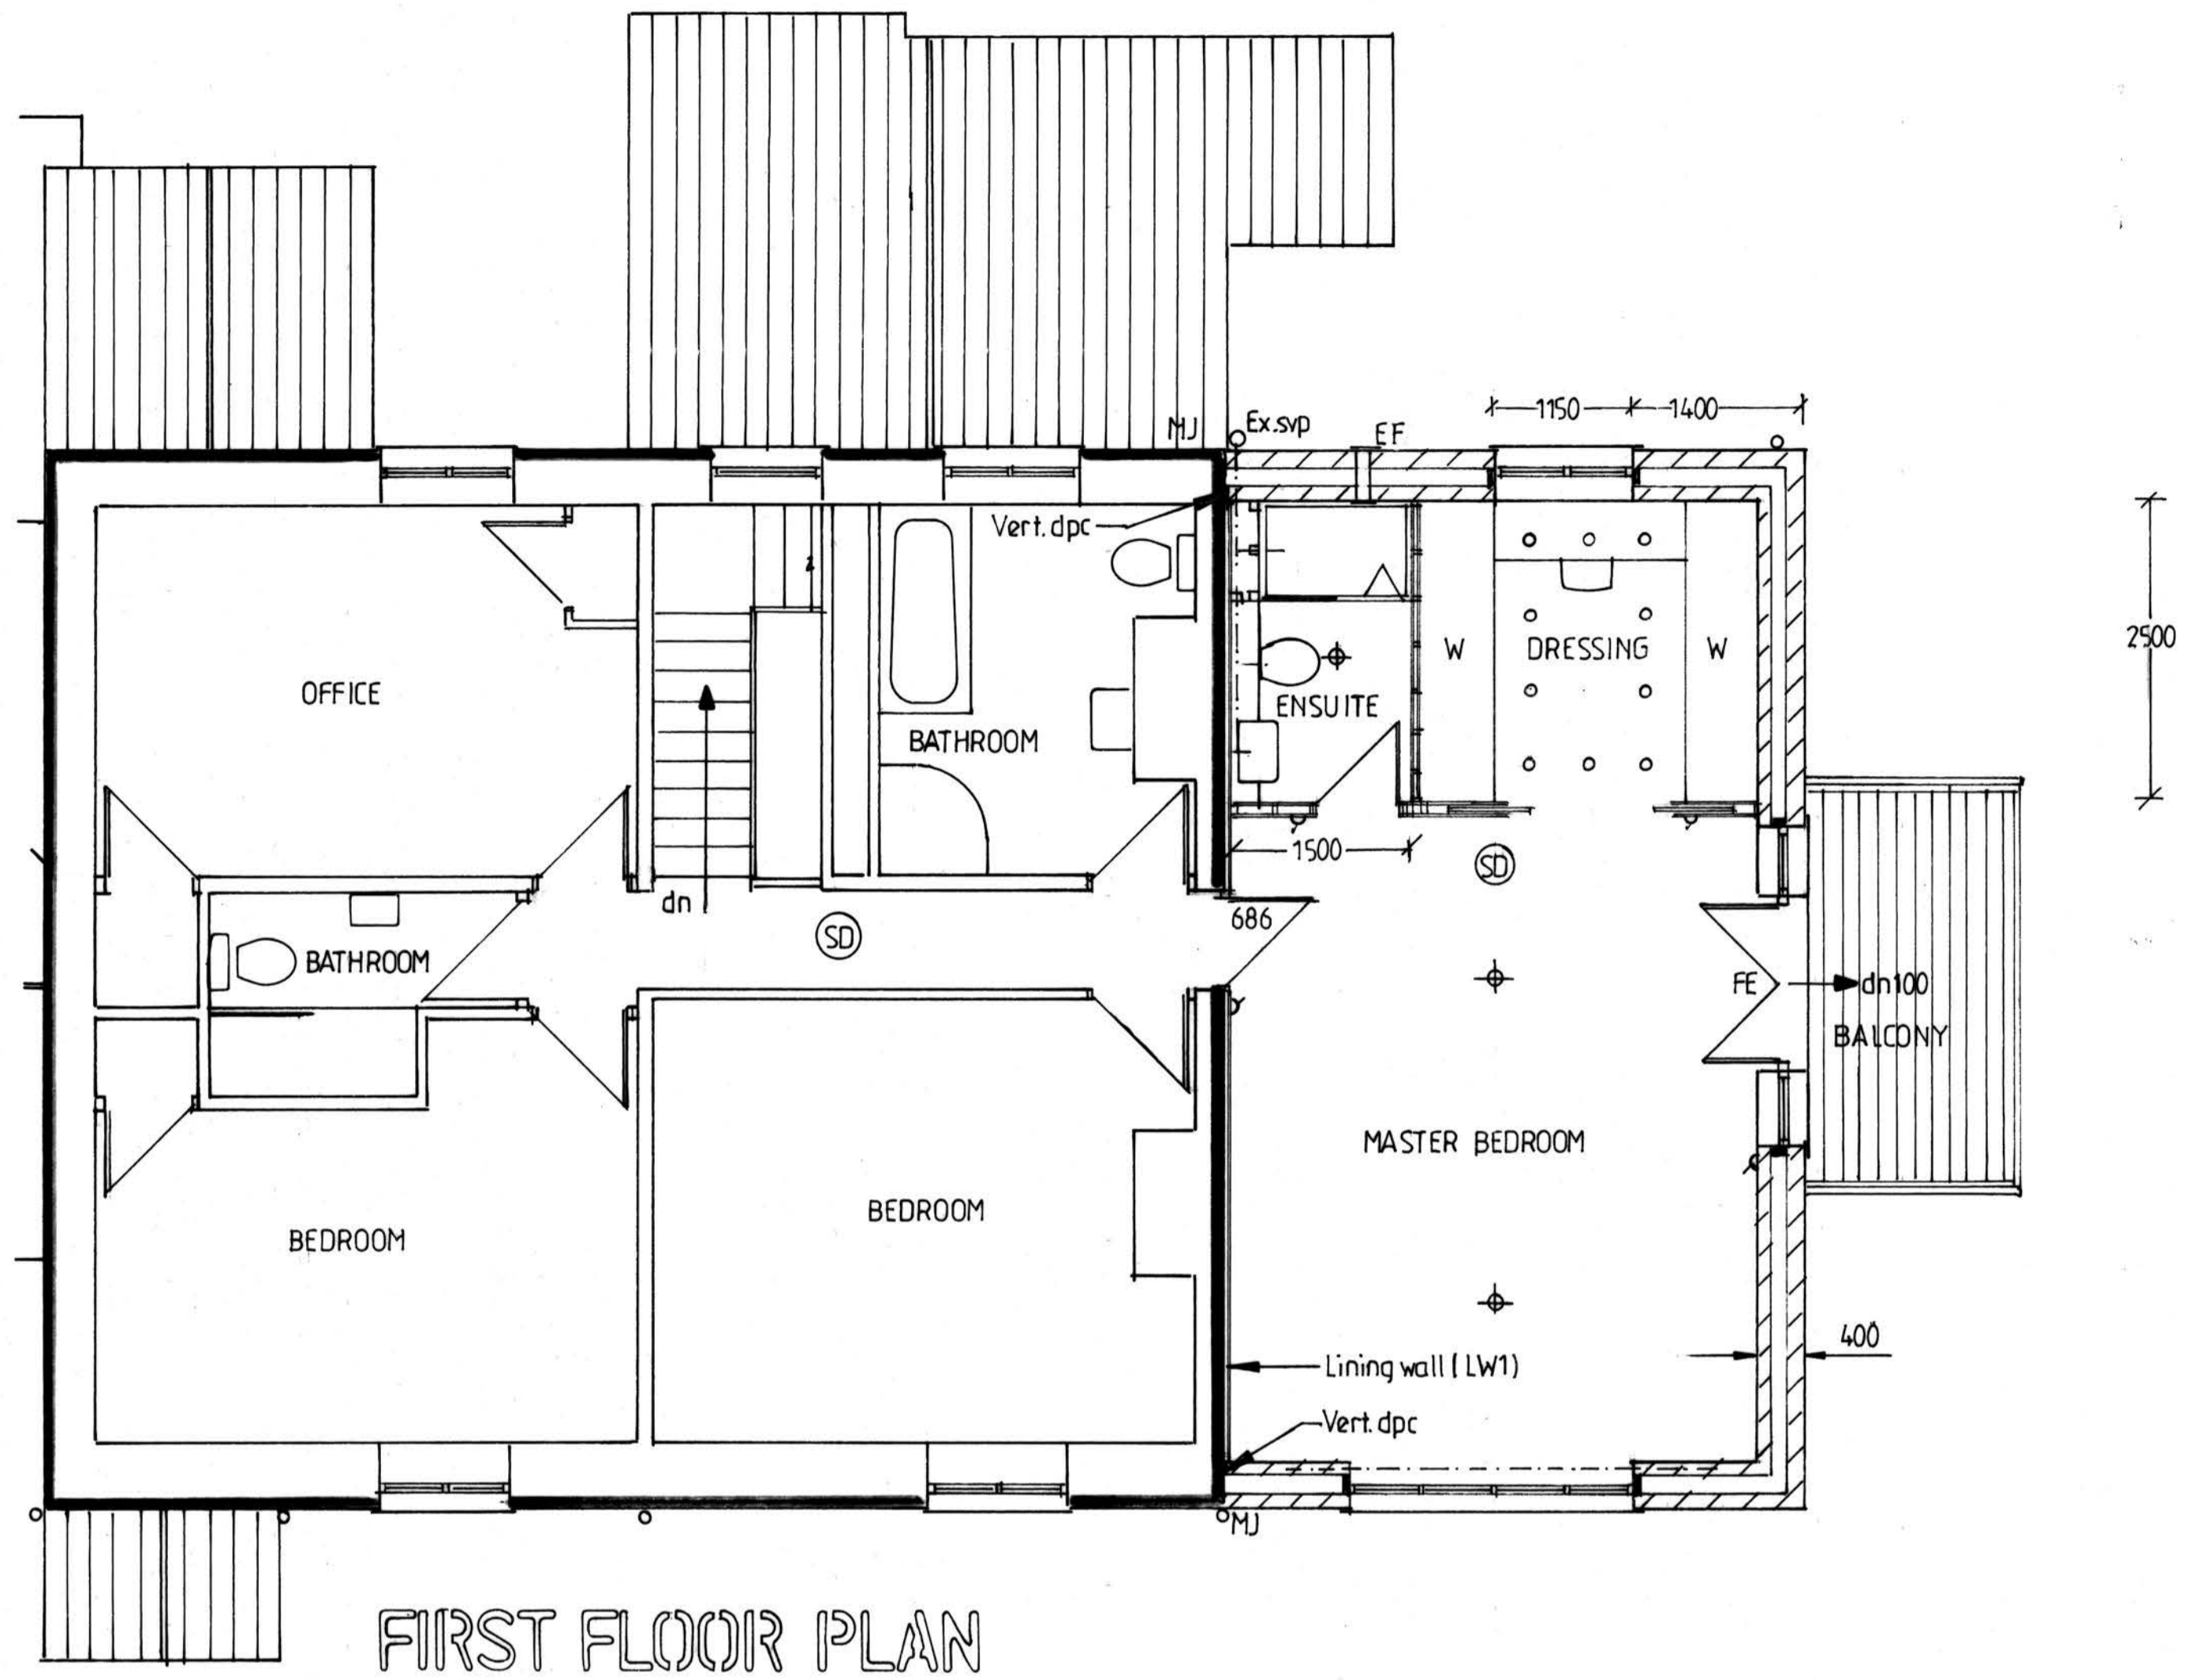 1150
1400
MJ
Ex.svp
EF
Vert.dpc
2500
OFFICE
W
DRESSING
W
ENSUITE
BATHROOM
1500
SD
dn
686
SD
BATHROOM
FE
dn100
BALCONY
MASTER BEDROOM
BEDROOM
BEDROOM
400
Lining wall (LW1)
Vert.dpc
MJ
FIRST FLOOR PLAN